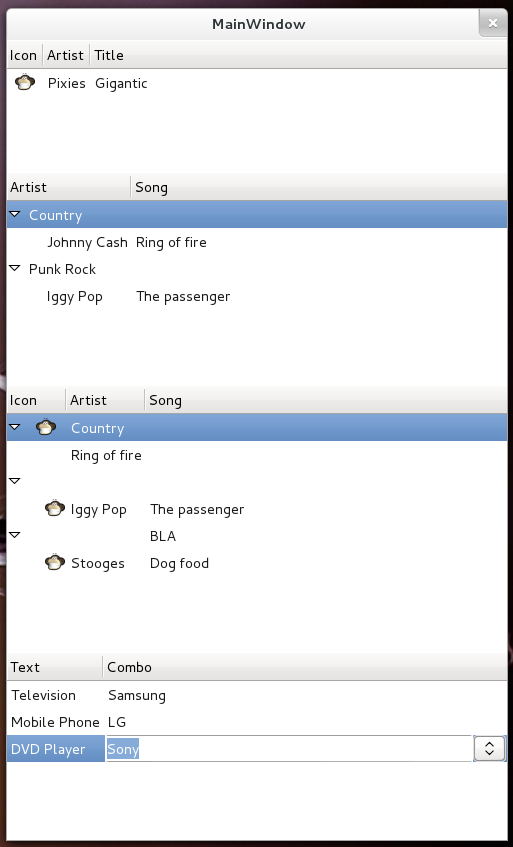 MainWindow
Icon Artist Title
Pixies Gigantic
Artist Song
Country
Johnny Cash Ring of fire
Punk Rock
Iggy Pop The passenger
Icon Artist Song
Country
Ring of fire
Iggy Pop The passenger
BLA
Stooges Dog food
Text Combo
Television Samsung
Mobile Phone LG
DVD Player Sony